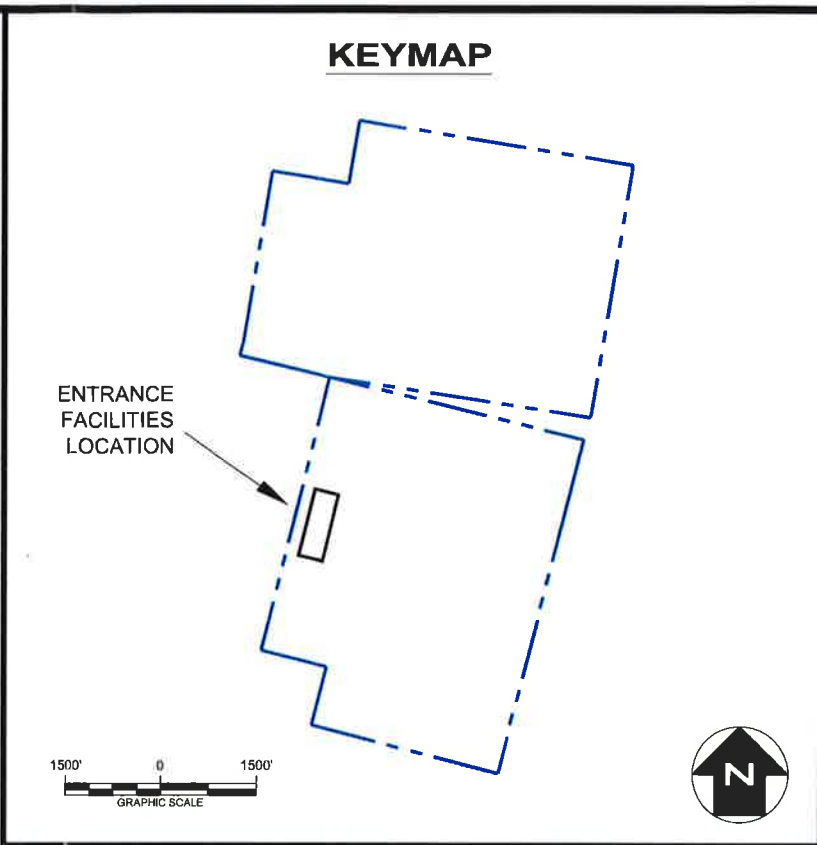 KEYMAP
ENTRANCE
FACILITIES
LOCATION
1500' 0 1500'
GRAPHIC SCALE
N